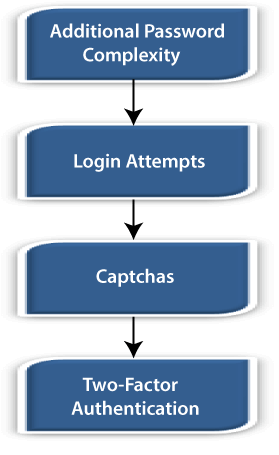 Additional Password
Complexity
Login Attempts
Captchas
Two-Factor
Authentication